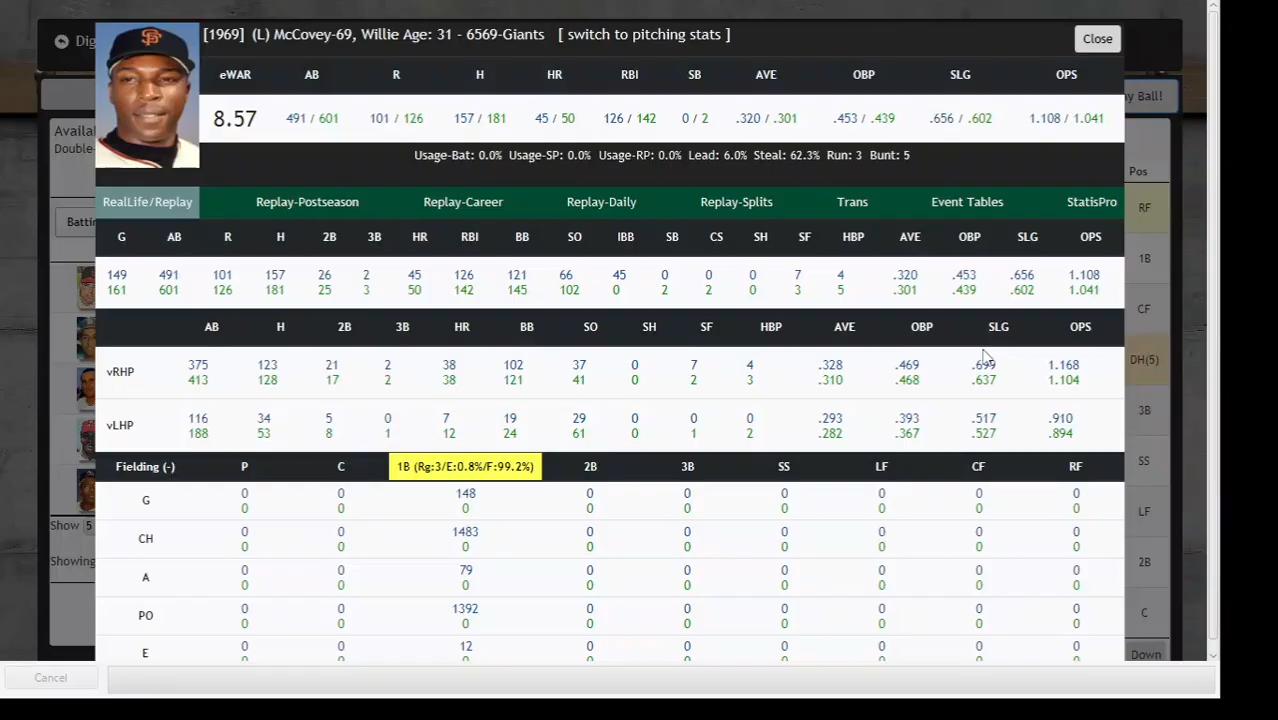 [1969] (L) McCovey-69, Willie Age: 31 - 6569-Giants [ switch to pitching stats ] Close
eWAR AB R H HR RBI SB AVE OBP SLG OPS
8.57 491 / 601 101 / 126 157 / 181 45 / 50 126 / 142 0 / 2 .320 / .301 .453 / .439 .656 / .602 1.108 / 1.041
Usage-Bat: 0.0% Usage-SP: 0.0% Usage-RP: 0.0% Lead: 6.0% Steal: 62.3% Run: 3 Bunt: 5
RealLife/Replay Replay-Postseason Replay-Career Replay-Daily Replay-Splits Trans Event Tables StatisPro
G AB R H 2B 3B HR RBI BB SO IBB SB CS SH SF HBP AVE OBP SLG OPS
149 491 101 157 26 2 45 126 121 66 45 0 0 0 7 4 .320 .453 .656 1.108
161 601 126 181 25 3 50 142 145 102 0 2 2 0 3 5 .301 .439 .602 1.041
AB H 2B 3B HR BB SO SH SF HBP AVE OBP SLG OPS
vRHP
375 123 21 2 38 102 37 0 7 4 .328 .469 .699 1.168
413 128 17 2 38 121 41 0 2 3 .310 .468 .637 1.104
vLHP
116 34 5 0 7 19 29 0 0 0 .293 .393 .517 .910
188 53 8 1 12 24 61 0 1 2 .282 .367 .527 .894
Fielding (-) P C 1B (Rg:3/E:0.8%/F:99.2%) 2B 3B SS LF CF RF
G
0 0 148 0 0 0 0 0 0
0 0 0 0 0 0 0 0 0
CH
0 0 1483 0 0 0 0 0 0
0 0 0 0 0 0 0 0 0
A
0 0 79 0 0 0 0 0 0
0 0 0 0 0 0 0 0 0
PO
0 0 1392 0 0 0 0 0 0
0 0 0 0 0 0 0 0 0
E
0 0 12 0 0 0 0 0 0
Dig
Availa
Double-
Battin
Show 5
Showing
Cancel
ay Ball!
Pos
RF
1B
CF
DH(5)
3B
SS
LF
2B
C
Down